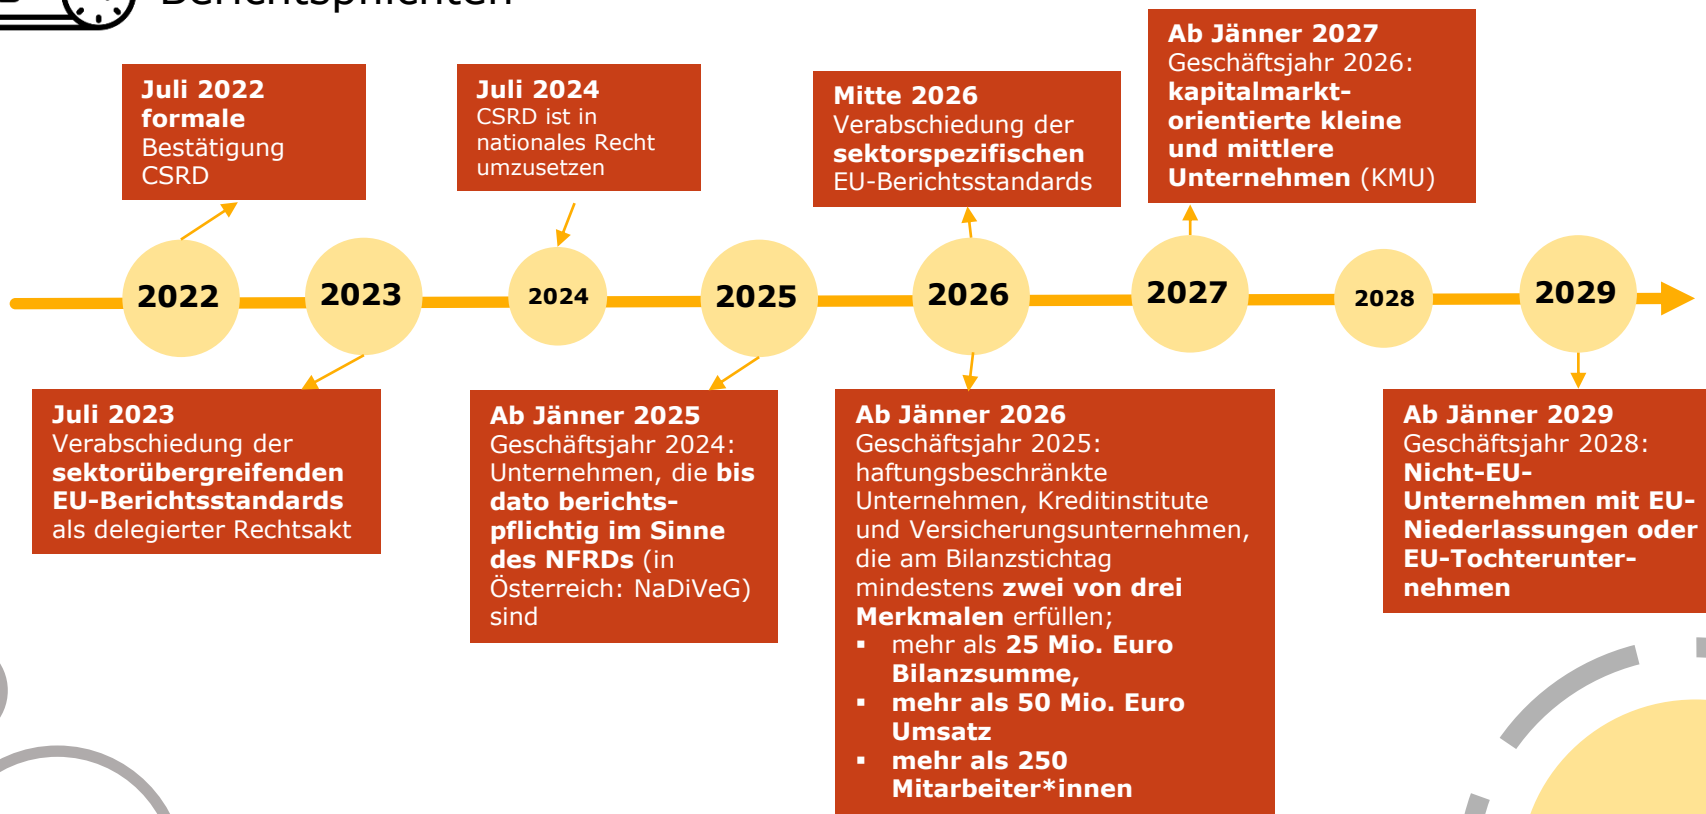 Berichtspflichten
Juli 2022
formale
Bestätigung
CSRD
Juli 2024
CSRD ist in
nationales Recht
umzusetzen
Mitte 2026
Verabschiedung der
sektorspezifischen
EU-Berichtsstandards
Ab Jänner 2027
Geschäftsjahr 2026:
kapitalmarkt-
orientierte kleine
und mittlere
Unternehmen (KMU)
2022
2023
2024
2025
2026
2027
2028
2029
Juli 2023
Verabschiedung der
sektorübergreifenden
EU-Berichtsstandards
als delegierter Rechtsakt
Ab Jänner 2025
Geschäftsjahr 2024:
Unternehmen, die bis
dato berichts-
pflichtig im Sinne
des NFRDs (in
Österreich: NaDiVeG)
sind
Ab Jänner 2026
Geschäftsjahr 2025:
haftungsbeschränkte
Unternehmen, Kreditinstitute
und Versicherungsunternehmen,
die am Bilanzstichtag
mindestens zwei von drei
Merkmalen erfüllen;
▪ mehr als 25 Mio. Euro
Bilanzsumme,
▪ mehr als 50 Mio. Euro
Umsatz
▪ mehr als 250
Mitarbeiter*innen
Ab Jänner 2029
Geschäftsjahr 2028:
Nicht-EU-
Unternehmen mit EU-
Niederlassungen oder
EU-Tochterunter-
nehmen